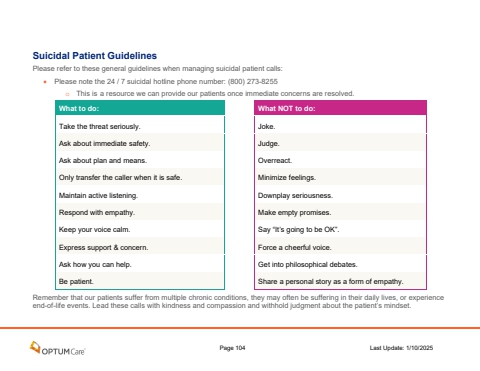 Suicidal Patient Guidelines
Please refer to these general guidelines when managing suicidal patient calls:
• Please note the 24 / 7 suicidal hotline phone number: (800) 273-8255
o This is a resource we can provide our patients once immediate concerns are resolved.
What to do:
Take the threat seriously.
Ask about immediate safety.
Ask about plan and means.
Only transfer the caller when it is safe.
Maintain active listening.
Respond with empathy.
Keep your voice calm.
Express support & concern.
Ask how you can help.
Be patient.
What NOT to do:
Joke.
Judge.
Overreact.
Minimize feelings.
Downplay seriousness.
Make empty promises.
Say "It's going to be OK".
Force a cheerful voice.
Get into philosophical debates.
Share a personal story as a form of empathy.
Remember that our patients suffer from multiple chronic conditions, they may often be suffering in their daily lives, or experience
end-of-life events. Lead these calls with kindness and compassion and withhold judgment about the patient's mindset.
OPTUM Care
Page 104
Last Update: 1/10/2025